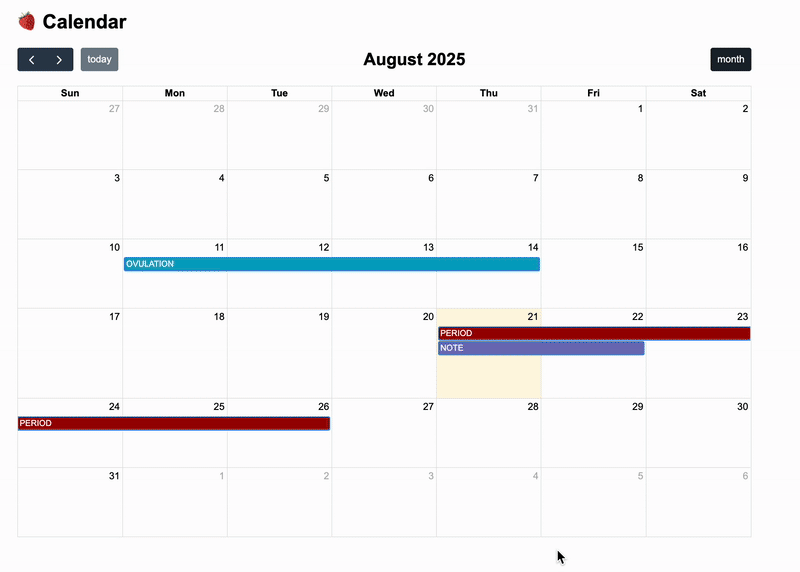 Calendar
today
August 2025
month
Sun Mon Tue Wed Thu Fri Sat
27 28 29 30 31 1 2
3 4 5 6 7 8 9
10 11 12 13 14 15 16
OVULATION
17 18 19 20 21 22 23
PERIOD
NOTE
24 25 26 27 28 29 30
PERIOD
31 1 2 3 4 5 6